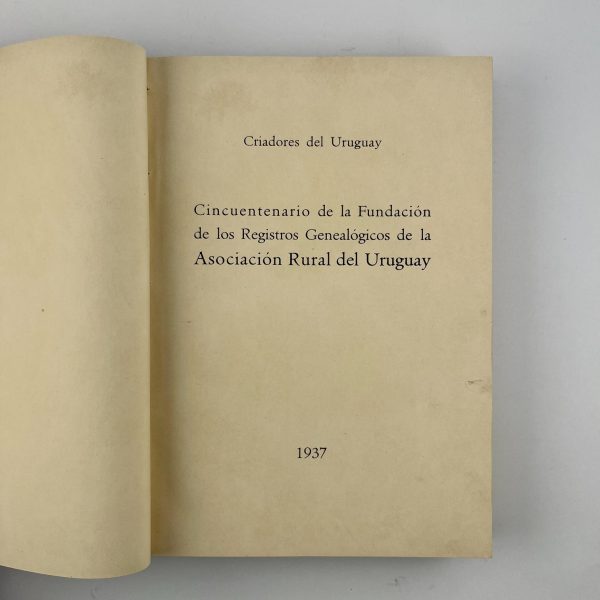 Criadores del Uruguay
Cincuentenario de la Fundación
de los Registros Genealógicos de la
Asociación Rural del Uruguay
1937